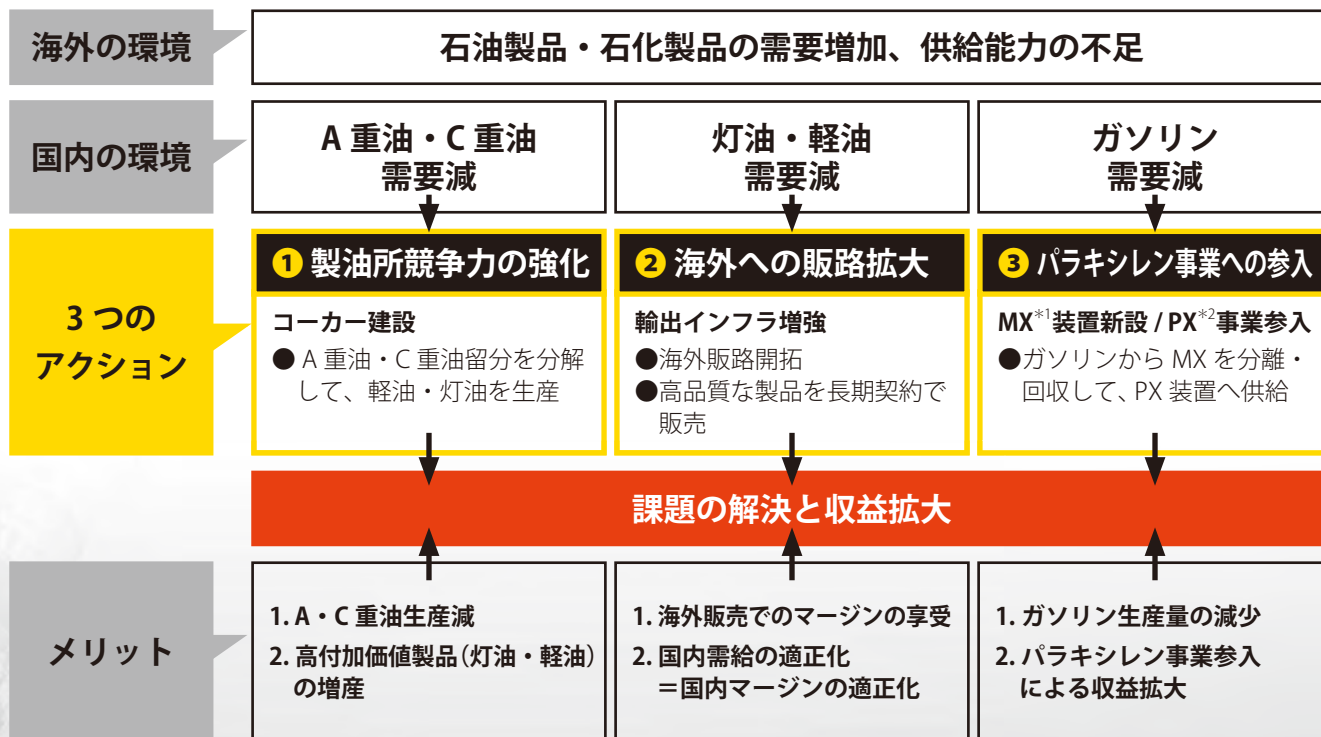 海外の環境
石油製品・石化製品の需要増加、供給能力の不足
国内の環境
A 重油・C 重油
需要減
灯油・軽油
需要減
ガソリン
需要減
3 つの
アクション
❶ 製油所競争力の強化
コーカー建設
● A 重油・C 重油留分を分解
して、軽油・灯油を生産
❷ 海外への販路拡大
輸出インフラ増強
●海外販路開拓
●高品質な製品を長期契約で
販売
❸ パラキシレン事業への参入
MX*1装置新設 / PX*2事業参入
●ガソリンから MX を分離・
回収して、PX 装置へ供給
課題の解決と収益拡大
メリット
1. A・C 重油生産減
2. 高付加価値製品(灯油・軽油)
の増産
1. 海外販売でのマージンの享受
2. 国内需給の適正化
=国内マージンの適正化
1. ガソリン生産量の減少
2. パラキシレン事業参入
による収益拡大